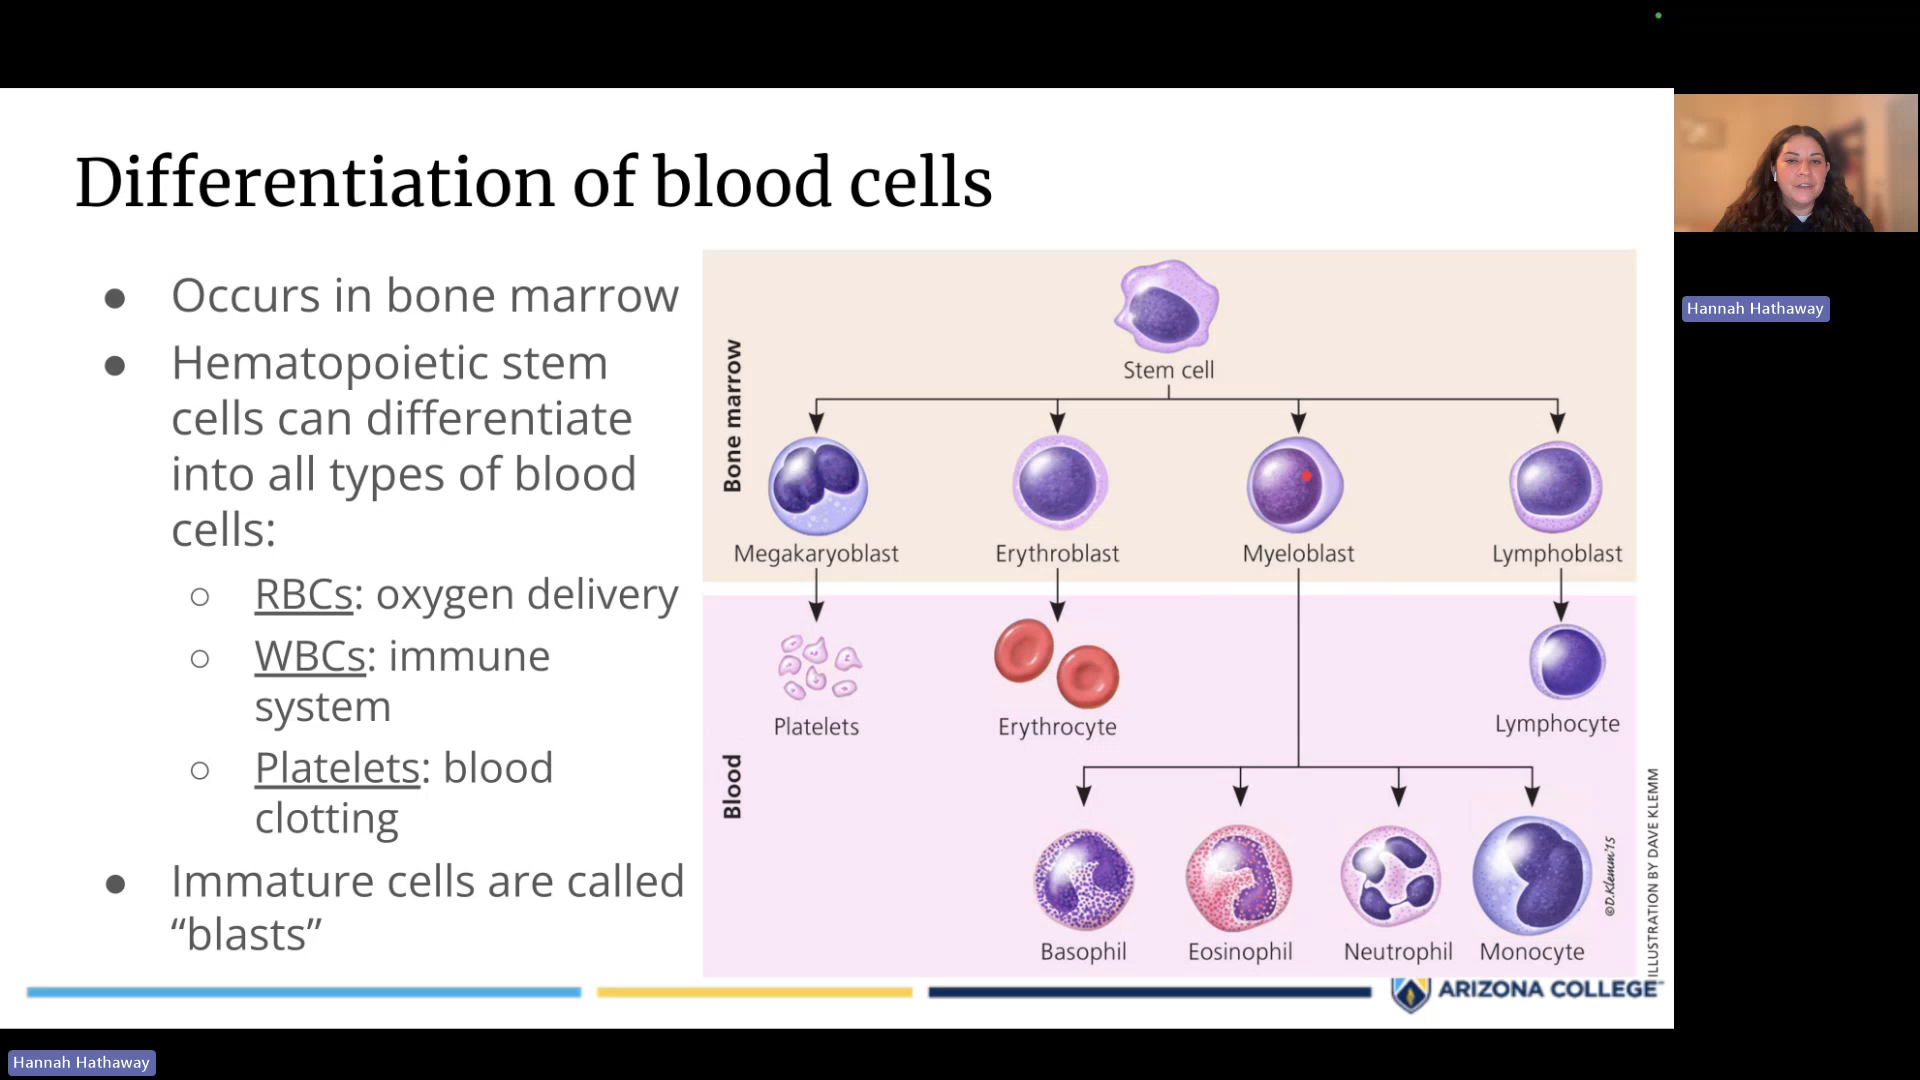 Differentiation of blood cells
● Occurs in bone marrow
● Hematopoietic stem
cells can differentiate
into all types of blood
cells:
○ RBCs: oxygen delivery
○ WBCs: immune
system
○ Platelets: blood
clotting
● Immature cells are called
“blasts”
Bone marrow
Stem cell
Megakaryoblast
Erythroblast
Myeloblast
Lymphoblast
Blood
Platelets
Erythrocyte
Lymphocyte
Basophil
Eosinophil
Neutrophil
Monocyte
©D.Klemm'15
ILLUSTRATION BY DAVE KLEMM
ARIZONA COLLEGE
Hannah Hathaway
Hannah Hathaway